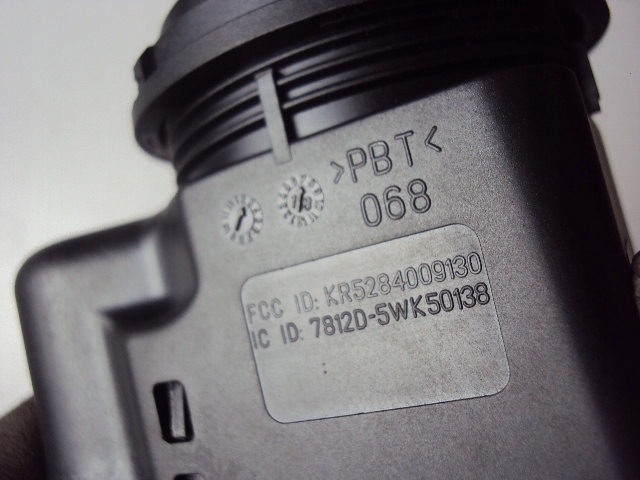 >PBT<
068
FCC ID: KR5284009130
IC ID: 7812D-5WK50138